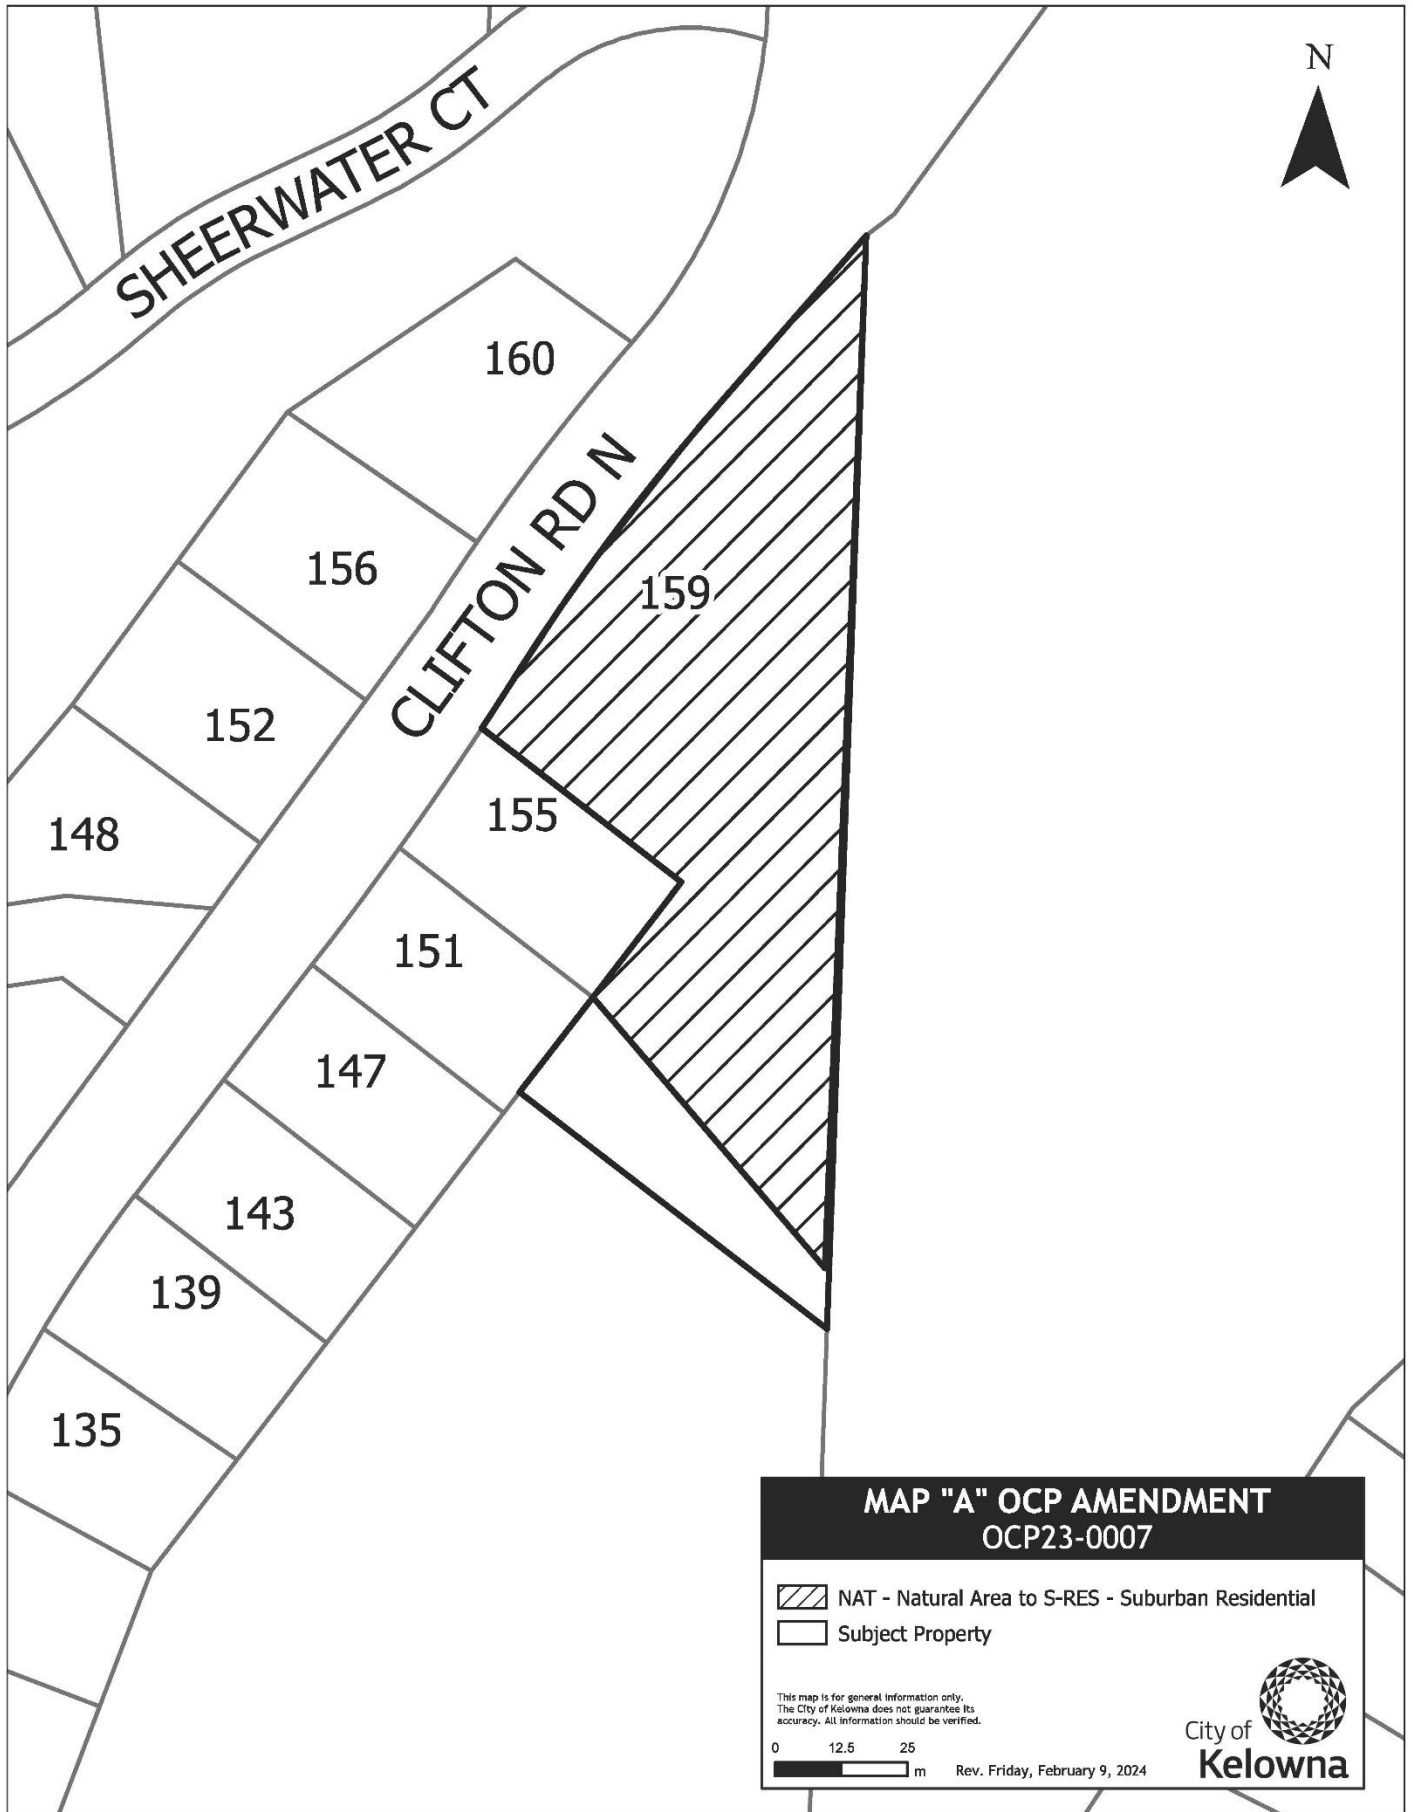 N
SHEERWATER CT
160
CLIFTON RD N
156
159
152
155
148
151
147
143
139
135
MAP "A" OCP AMENDMENT
OCP23-0007
NAT - Natural Area to S-RES - Suburban Residential
Subject Property
This map is for general information only.
The City of Kelowna does not guarantee its
accuracy. All information should be verified.
0 12.5 25
m
Rev. Friday, February 9, 2024
City of
Kelowna